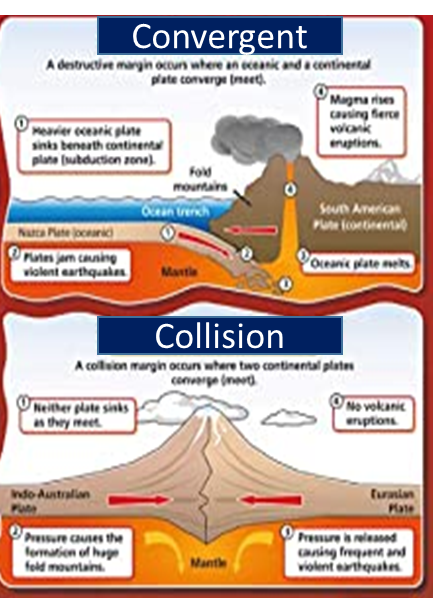 Convergent
A destructive margin occurs where an oceanic and a continental
plate converge (meet).
1
Heavier oceanic plate
sinks beneath continental
plate (subduction zone).
4
Magma rises
causing fierce
volcanic
eruptions.
Fold
mountains
4
Ocean trench
South American
Plate (continental)
Nazca Plate (oceanic)
1
2
Plates jam causing
violent earthquakes.
2
Mantle
3
3
Oceanic plate melts.
Collision
A collision margin occurs where two continental plates
converge (meet).
1
Neither plate sinks
as they meet.
4
No volcanic
eruptions.
Indo-Australian
Plate
Eurasian
Plate
2
Pressure causes the
formation of huge
fold mountains.
Mantle
3
Pressure is released
causing frequent and
violent earthquakes.